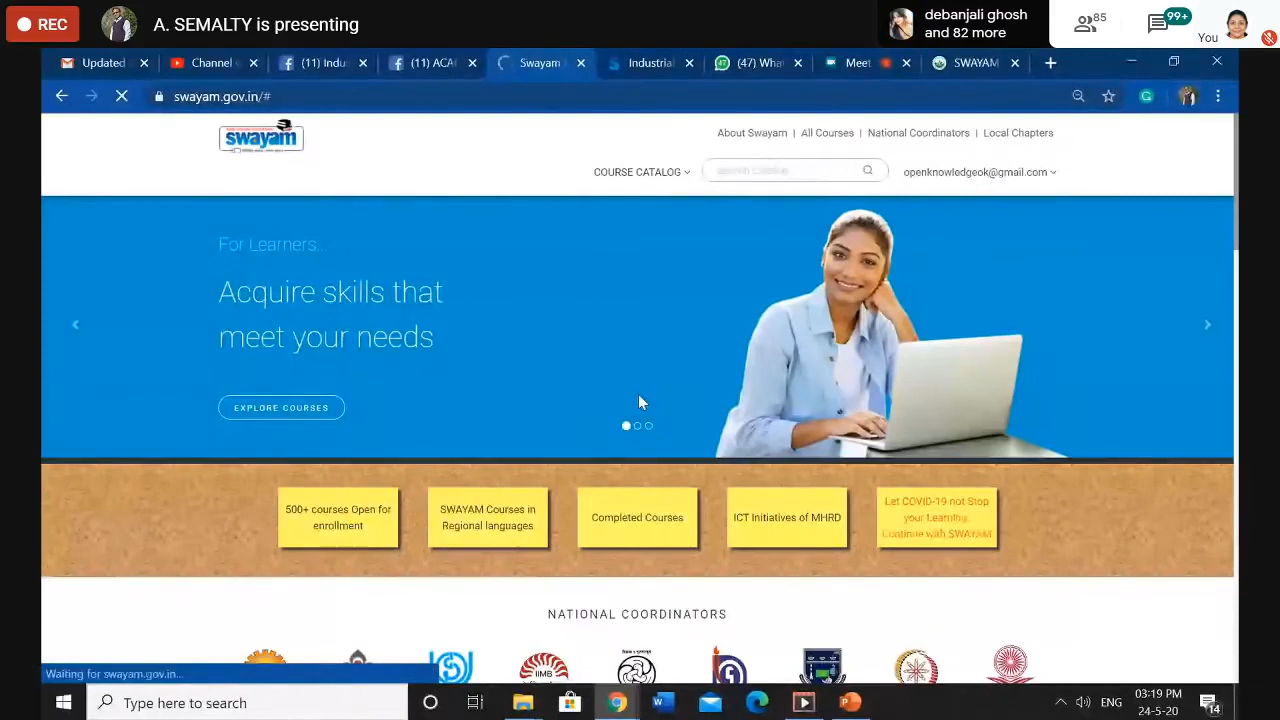 REC
A. SEMALTY is presenting
debanjali ghosh
and 82 more
85
99+
You
Updated
Channel
(11) Indus
(11) ACA
Swayam
Industrial
(47) Wha
Meet
SWAYAM
swayam.gov.in/#
swayam
About Swayam | All Courses | National Coordinators | Local Chapters
COURSE CATALOG
openknowledgeok@gmail.com
For Learners...
Acquire skills that
meet your needs
EXPLORE COURSES
500+ courses Open for
enrollment
SWAYAM Courses in
Regional languages
Completed Courses
ICT Initiatives of MHRD
Let COVID-19 not Stop
your Learning.
Continue with SWAYAM
NATIONAL COORDINATORS
IIMB
Waiting for swayam.gov.in...
Type here to search
ENG
03:19 PM
24-5-20
14